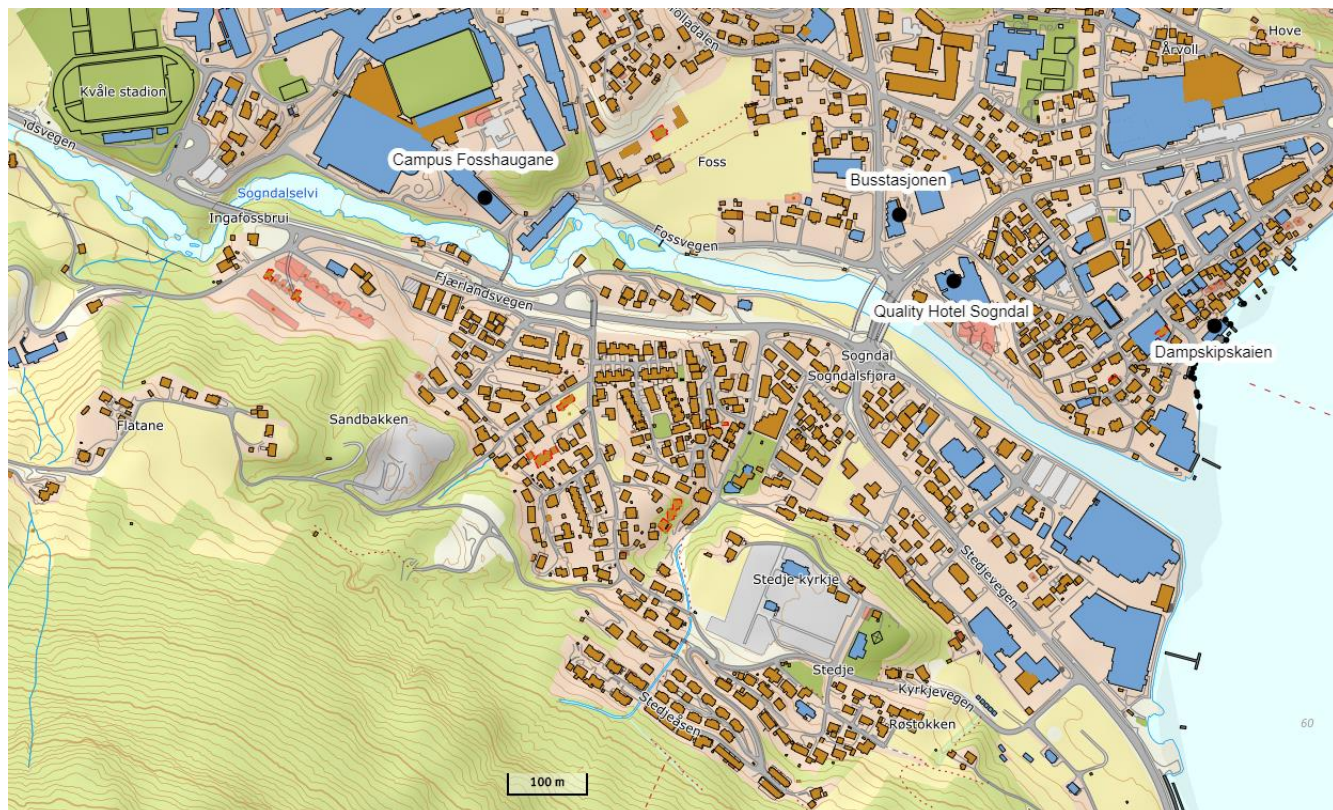 Trolladalen
Hove
Årvoll
Kvåle stadion
Campus Fosshaugane
Foss
Busstasjonen
Sogndalselvi
Ingafossbrui
Fossvegen
Fjærlandsvegen
Quality Hotel Sogndal
Dampskipskaien
Sogndal
Sogndalsfjøra
Flatane
Sandbakken
Stedjevegen
Stedje kyrkje
Stedje
Kyrkjevegen
Stedjeåsen
Røstokken
60
100 m